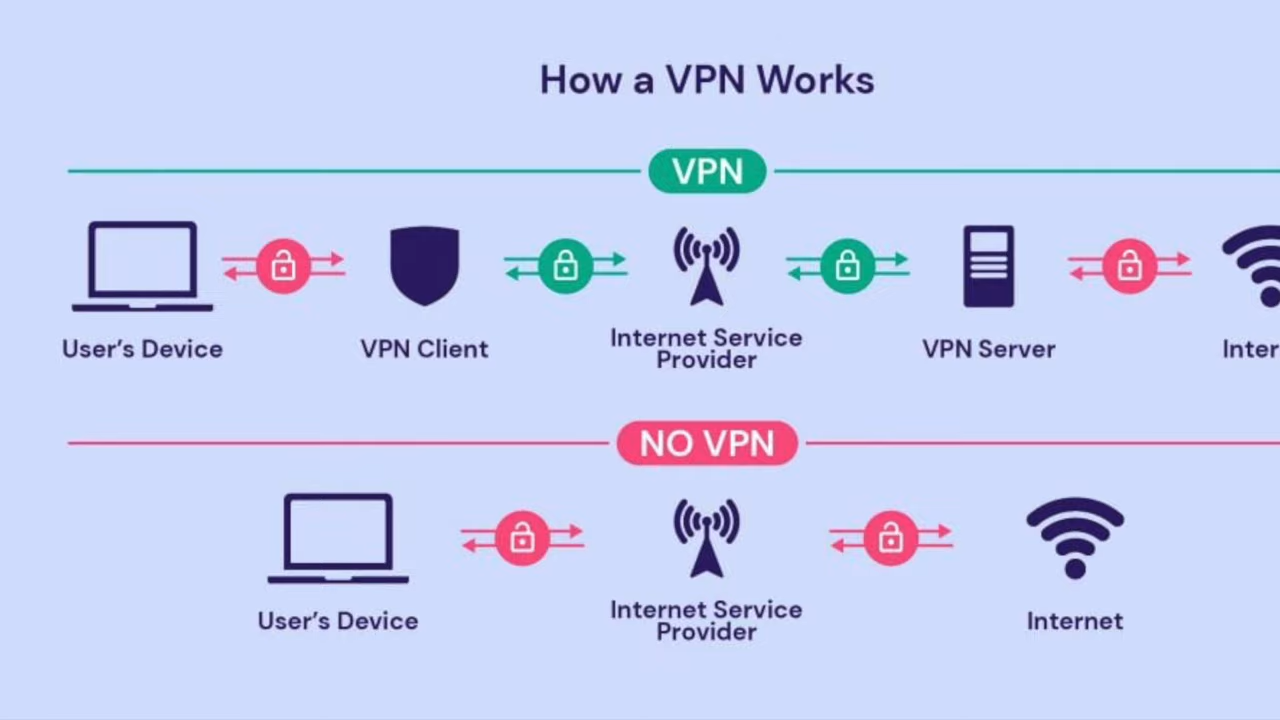 How a VPN Works
VPN
User's Device
VPN Client
Internet Service
Provider
VPN Server
Inter
NO VPN
User's Device
Internet Service
Provider
Internet